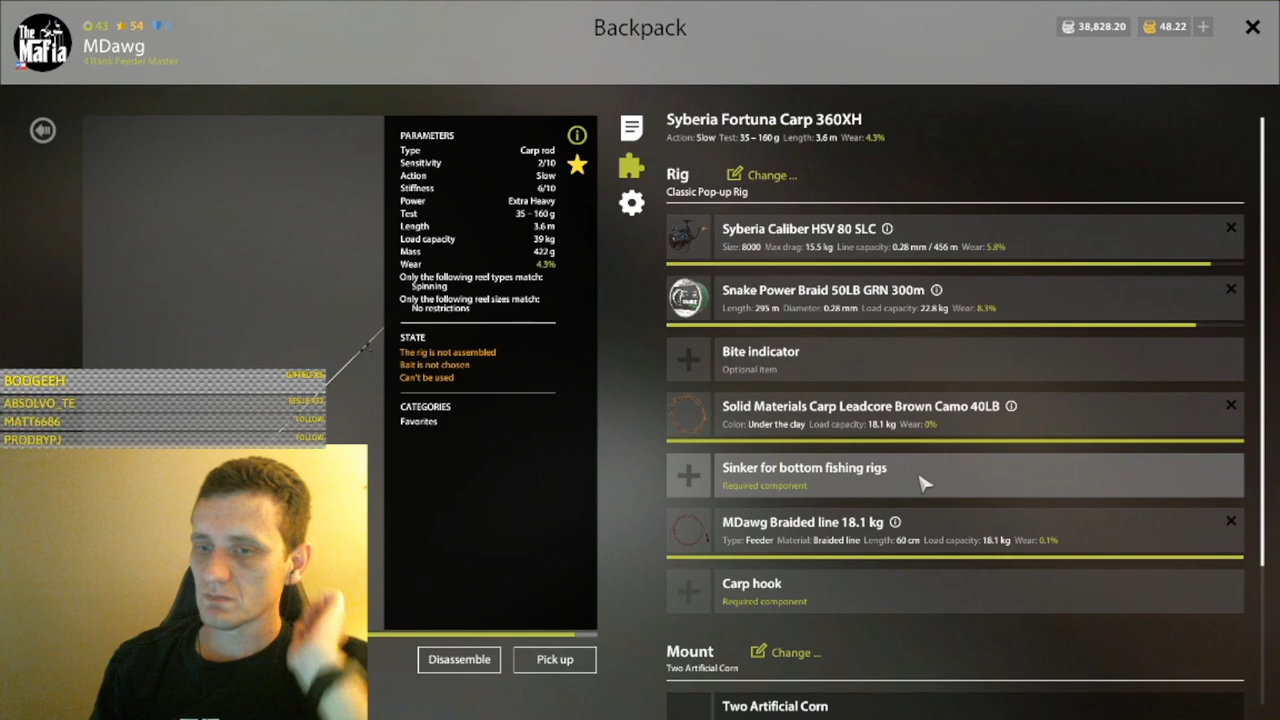 Backpack
The
Mafia
43 54
MDawg
4 Rank Feeder Master
38,828.20 48.22
PARAMETERS
Type Carp rod
Sensitivity 2/10
Action Slow
Stiffness 6/10
Power Extra Heavy
Test 35 – 160 g
Length 3.6 m
Load capacity 39 kg
Mass 422 g
Wear 4.3%
Only the following reel types match:
Spinning
Only the following reel sizes match:
No restrictions
STATE
The rig is not assembled
Bait is not chosen
Can't be used
CATEGORIES
Favorites
Disassemble Pick up
BOOGEEH
ABSOLVO_TE
MATT6686 FOLLOW
PRODBYPJ FOLLOW
Syberia Fortuna Carp 360XH
Action: Slow Test: 35 – 160 g Length: 3.6 m Wear: 4.3%
Rig Change ...
Classic Pop-up Rig
Syberia Caliber HSV 80 SLC
Size: 8000 Max drag: 15.5 kg Line capacity: 0.28 mm / 456 m Wear: 5.8%
Snake Power Braid 50LB GRN 300m
Length: 295 m Diameter: 0.28 mm Load capacity: 22.8 kg Wear: 8.3%
Bite indicator
Optional item
Solid Materials Carp Leadcore Brown Camo 40LB
Color: Under the clay Load capacity: 18.1 kg Wear: 0%
Sinker for bottom fishing rigs
Required component
MDawg Braided line 18.1 kg
Type: Feeder Material: Braided line Length: 60 cm Load capacity: 18.1 kg Wear: 0.1%
Carp hook
Required component
Mount Change ...
Two Artificial Corn
Two Artificial Corn